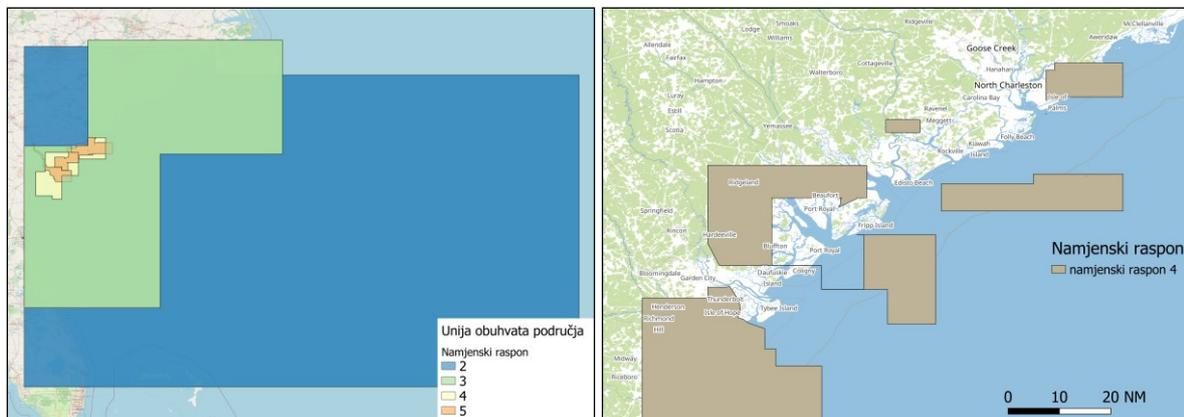 Unija obuhvata područja
Namjenski raspon
2
3
4
5
McClellanville
Ridgeville
Smoaks
Lodge
Williams
Awendaw
Allendale
Cottageville
Goose Creek
Fairfax
Walterboro
Hanahan
Hampton
North Charleston
Luray
Carolina Bay
Isle of
Palms
Estill
Ravenel
Scotia
Meggett
Yemassee
Folly Beach
Rockville
Kiawah
Island
Ridgeland
Edisto Beach
Beaufort
Springfield
Port Royal
Rincon
Fripp Island
Hardeeville
Bluffton
Port Royal
Namjenski raspon
namjenski raspon 4
Bloomingdale
Daufuskie
Island
Coligny
Garden City
Henderson
Thunderbolt
Tybee Island
Richmond
Hill
Isle of Hope
Midway
Riceboro
0 10 20 NM